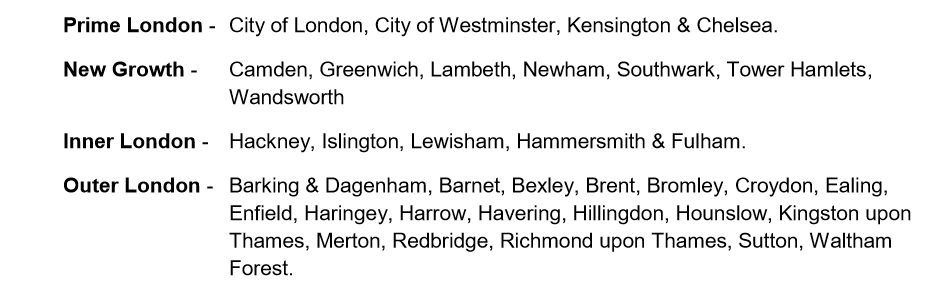 Prime London - City of London, City of Westminster, Kensington & Chelsea.
New Growth - Camden, Greenwich, Lambeth, Newham, Southwark, Tower Hamlets,
Wandsworth
Inner London - Hackney, Islington, Lewisham, Hammersmith & Fulham.
Outer London - Barking & Dagenham, Barnet, Bexley, Brent, Bromley, Croydon, Ealing,
Enfield, Haringey, Harrow, Havering, Hillingdon, Hounslow, Kingston upon
Thames, Merton, Redbridge, Richmond upon Thames, Sutton, Waltham
Forest.